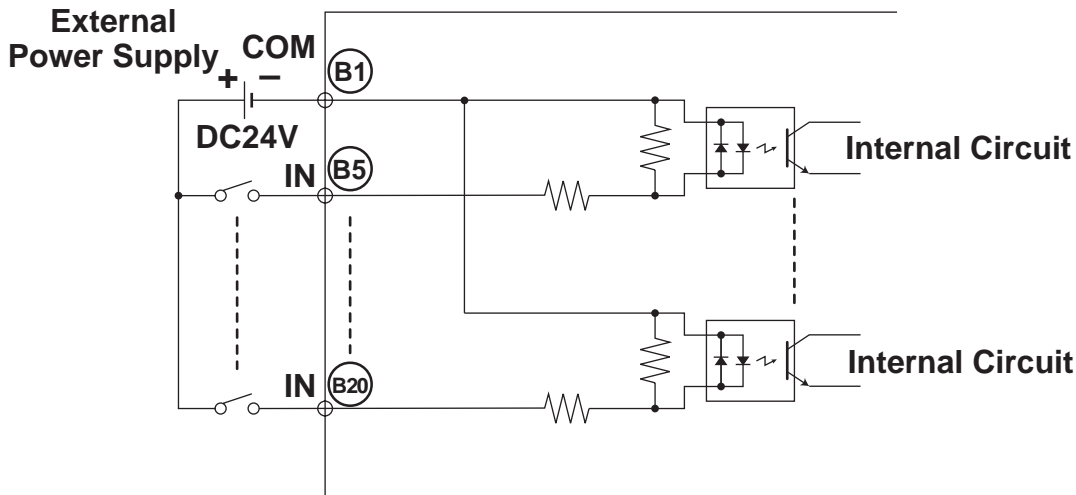 External
Power Supply
COM
+ −
B1
DC24V
IN
B5
Internal Circuit
IN
B20
Internal Circuit